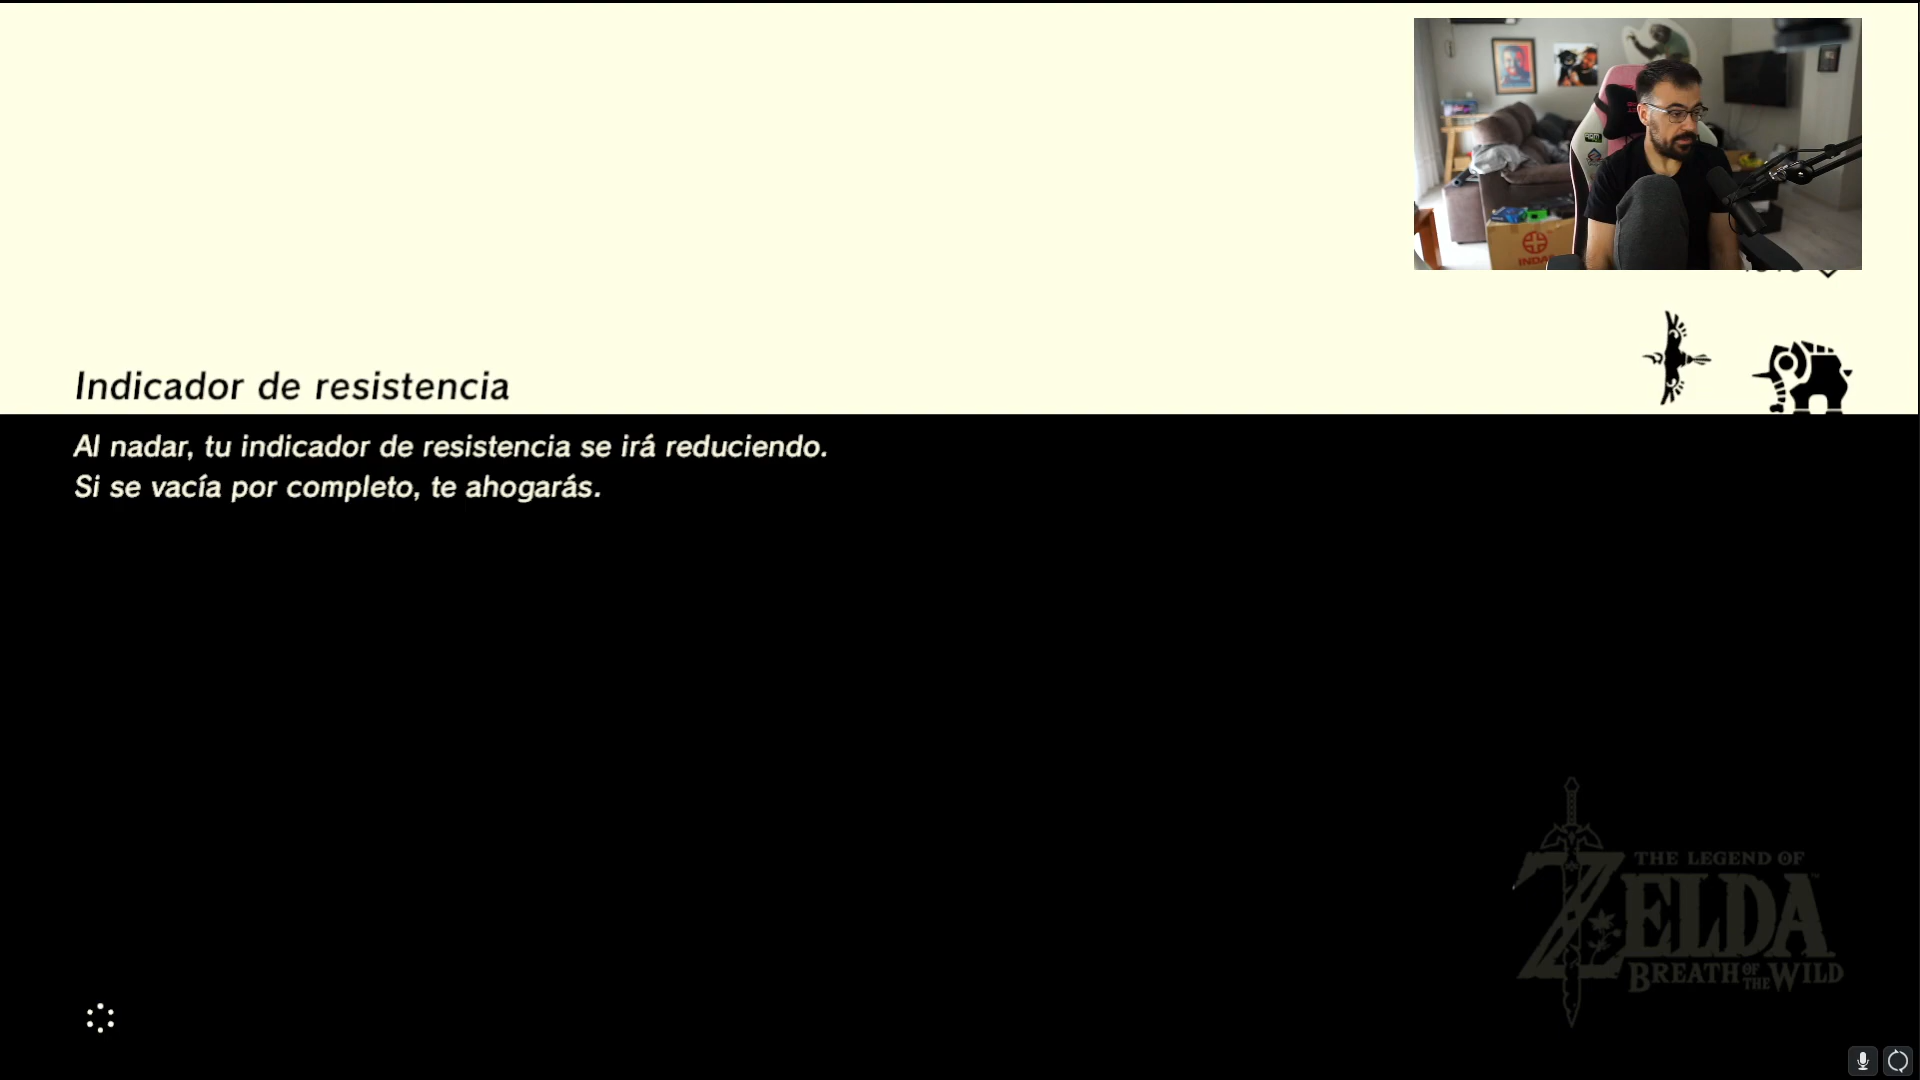 Indicador de resistencia
Al nadar, tu indicador de resistencia se irá reduciendo.
Si se vacía por completo, te ahogarás.
THE LEGEND OF
ZELDA
BREATH OF THE WILD